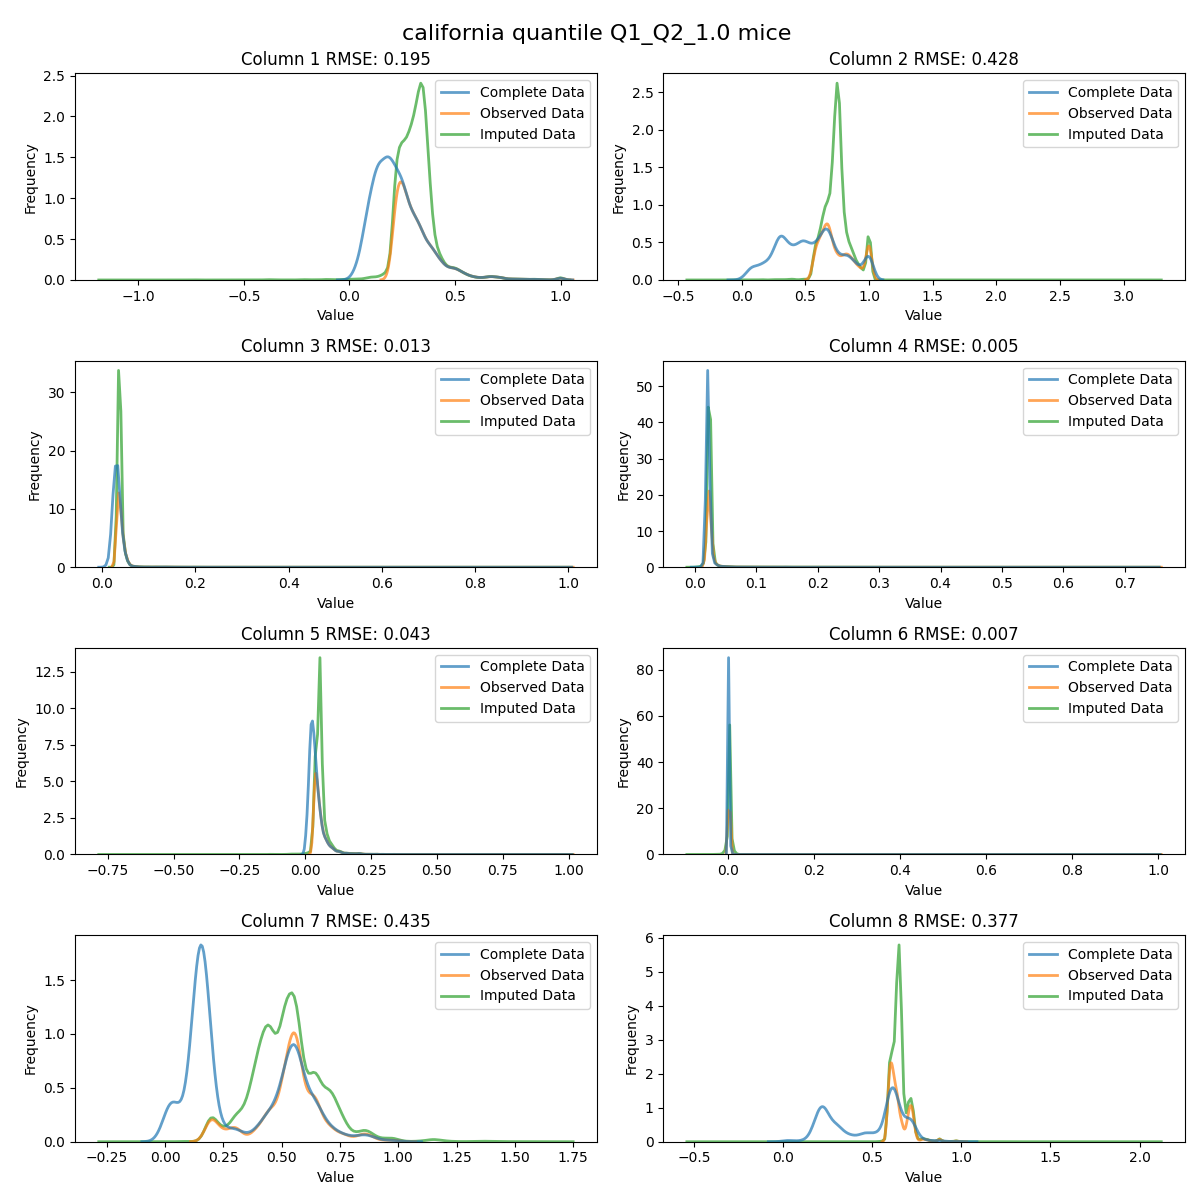 california quantile Q1_Q2_1.0 mice
Column 1 RMSE: 0.195
Complete Data
Observed Data
Imputed Data
Frequency
2.5
2.0
1.5
1.0
0.5
0.0
−1.0 −0.5 0.0 0.5 1.0
Value
Column 2 RMSE: 0.428
Complete Data
Observed Data
Imputed Data
Frequency
2.5
2.0
1.5
1.0
0.5
0.0
−0.5 0.0 0.5 1.0 1.5 2.0 2.5 3.0
Value
Column 3 RMSE: 0.013
Complete Data
Observed Data
Imputed Data
Frequency
30
20
10
0
0.0 0.2 0.4 0.6 0.8 1.0
Value
Column 4 RMSE: 0.005
Complete Data
Observed Data
Imputed Data
Frequency
50
40
30
20
10
0
0.0 0.1 0.2 0.3 0.4 0.5 0.6 0.7
Value
Column 5 RMSE: 0.043
Complete Data
Observed Data
Imputed Data
Frequency
12.5
10.0
7.5
5.0
2.5
0.0
−0.75 −0.50 −0.25 0.00 0.25 0.50 0.75 1.00
Value
Column 6 RMSE: 0.007
Complete Data
Observed Data
Imputed Data
Frequency
80
60
40
20
0
0.0 0.2 0.4 0.6 0.8 1.0
Value
Column 7 RMSE: 0.435
Complete Data
Observed Data
Imputed Data
Frequency
1.5
1.0
0.5
0.0
−0.25 0.00 0.25 0.50 0.75 1.00 1.25 1.50 1.75
Value
Column 8 RMSE: 0.377
Complete Data
Observed Data
Imputed Data
Frequency
6
5
4
3
2
1
0
−0.5 0.0 0.5 1.0 1.5 2.0
Value